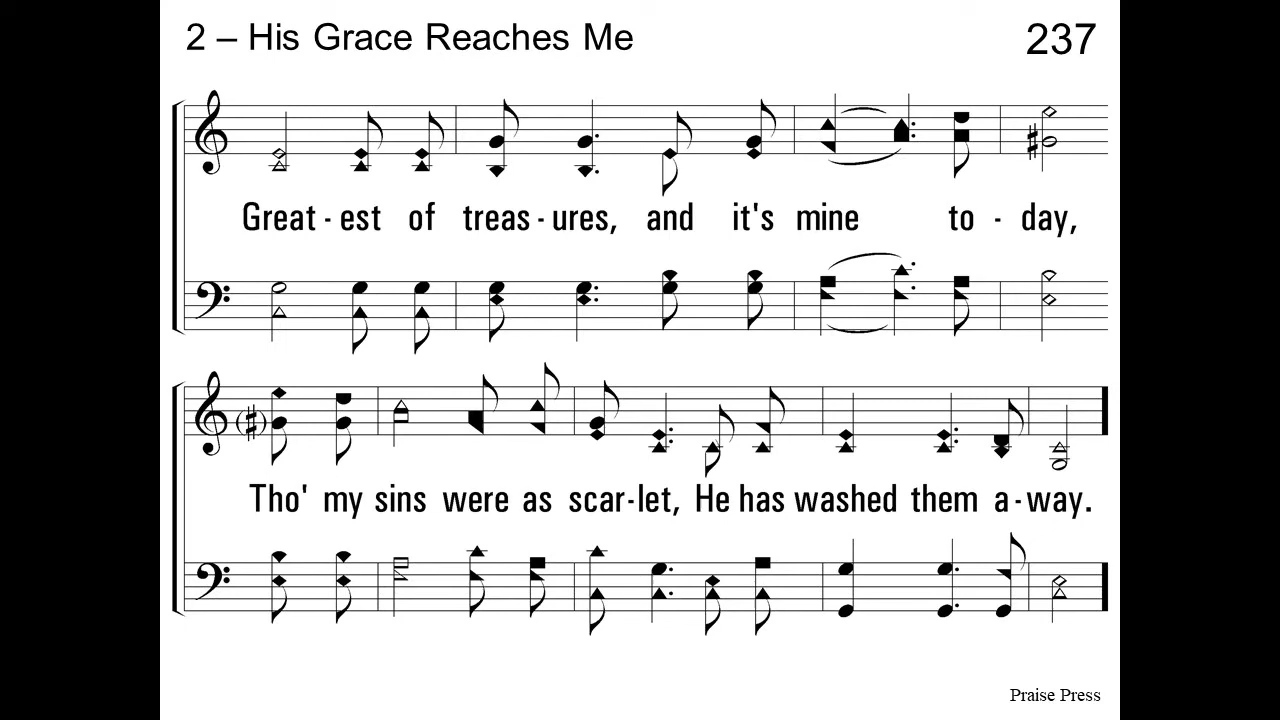 2 – His Grace Reaches Me 237
Great - est of treas - ures, and it's mine to - day,
Tho' my sins were as scar - let, He has washed them a - way.
Praise Press